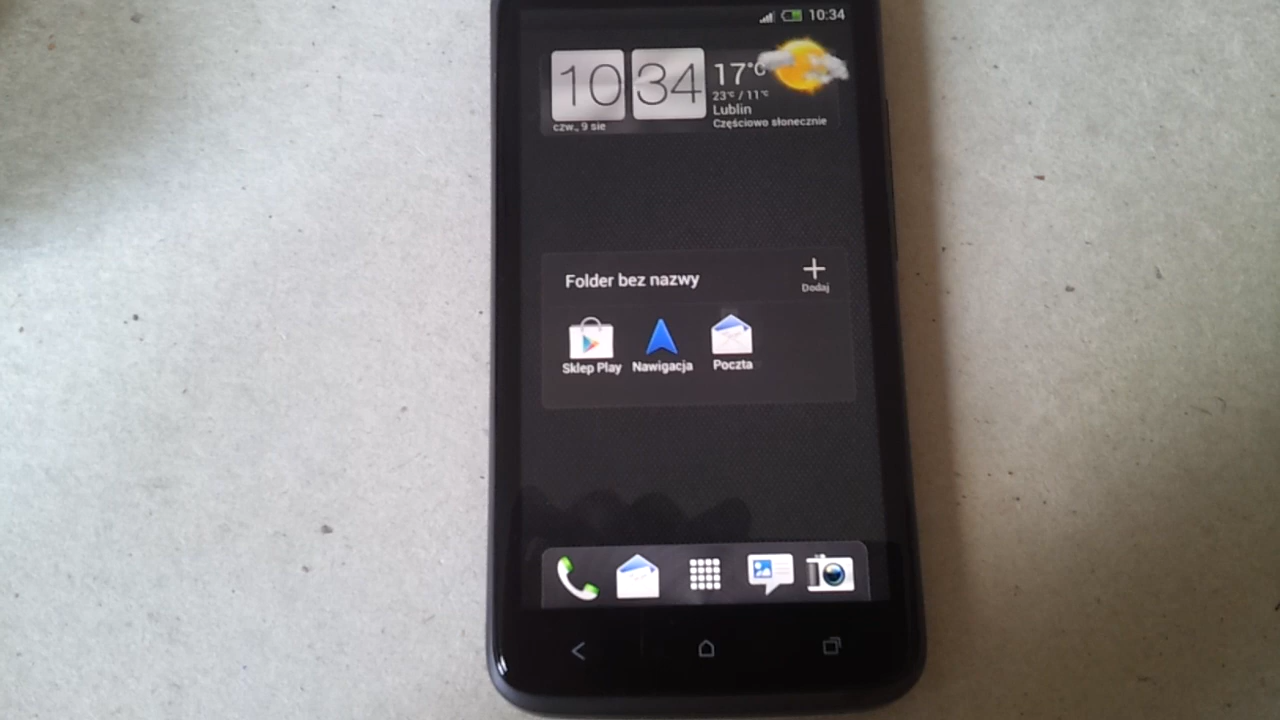 10:34
10 34
17°C
23°C / 11°C
Lublin
czw., 9 sie
Częściowo słonecznie
Folder bez nazwy
Dodaj
Sklep Play Nawigacja Poczta